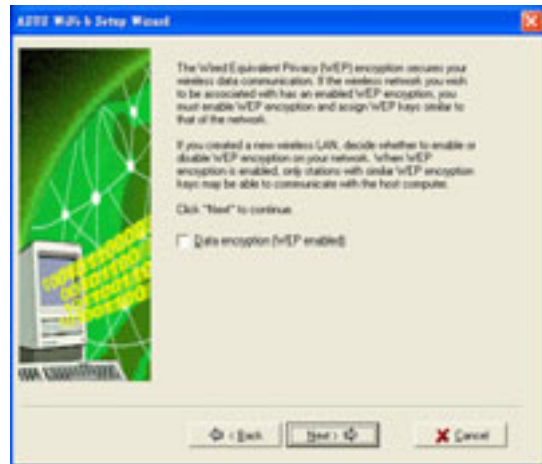 ASUS WiFi-b Setup Wizard
The Wired Equivalent Privacy (WEP) encryption secures your
wireless data communication. If the wireless network you wish
to be associated with has an enabled WEP encryption, you
must enable WEP encryption and assign WEP keys similar to
that of the network.
If you created a new wireless LAN, decide whether to enable or
disable WEP encryption on your network. When WEP
encryption is enabled, only stations with similar WEP encryption
keys may be able to communicate with the host computer.
Click "Next" to continue.
Data encryption (WEP enabled)
< Back
Next >
Cancel